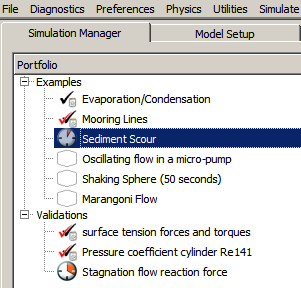 File Diagnostics Preferences Physics Utilities Simulate
Simulation Manager Model Setup
Portfolio
Examples
Evaporation/Condensation
Mooring Lines
Sediment Scour
Oscillating flow in a micro-pump
Shaking Sphere (50 seconds)
Marangoni Flow
Validations
surface tension forces and torques
Pressure coefficient cylinder Re141
Stagnation flow reaction force